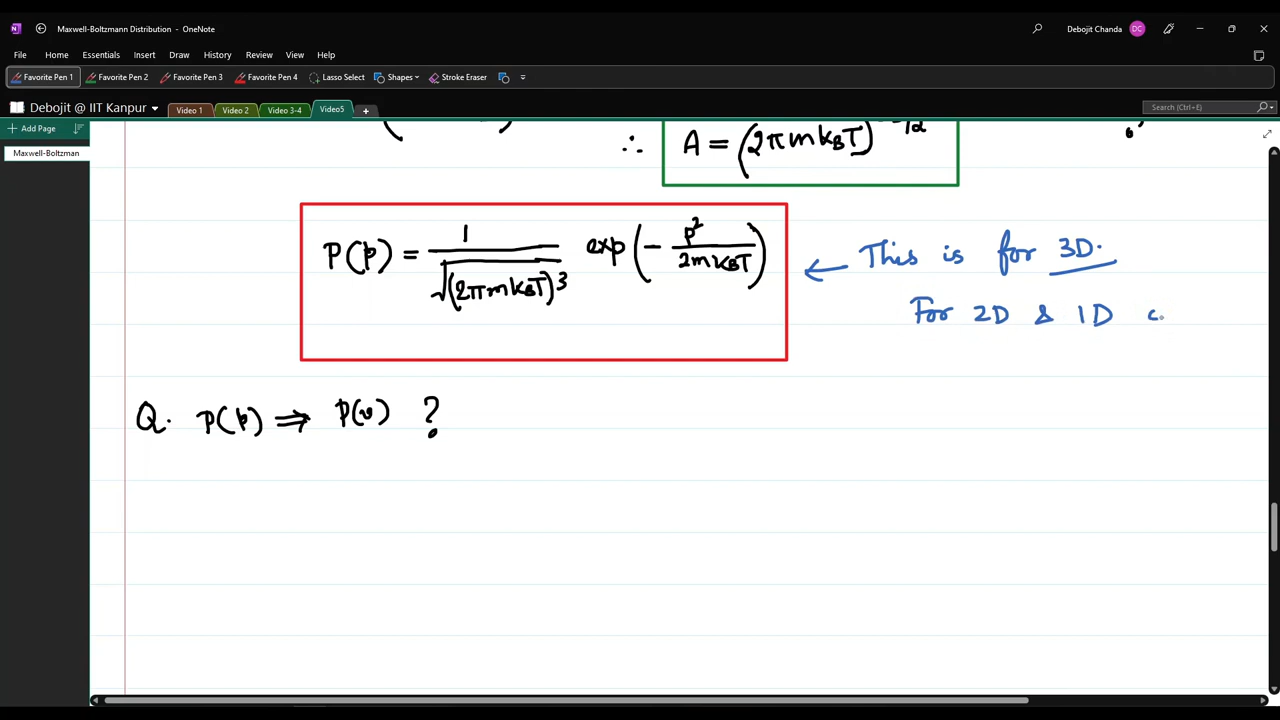 Maxwell-Boltzmann Distribution - OneNote
Debojit Chanda DC
File Home Essentials Insert Draw History Review View Help
Favorite Pen 1 Favorite Pen 2 Favorite Pen 3 Favorite Pen 4 Lasso Select Shapes Stroke Eraser
Debojit @ IIT Kanpur Video 1 Video 2 Video 3-4 Video5 + Search (Ctrl+E)
Add Page
Maxwell-Boltzman
∴ A = (2πmk_BT)
P(p) = 1/√(2πmk_BT)^3 exp(- p^2/2mk_BT) ← This is for 3D.
For 2D & 1D
Q. P(p) ⇒ P(v) ?